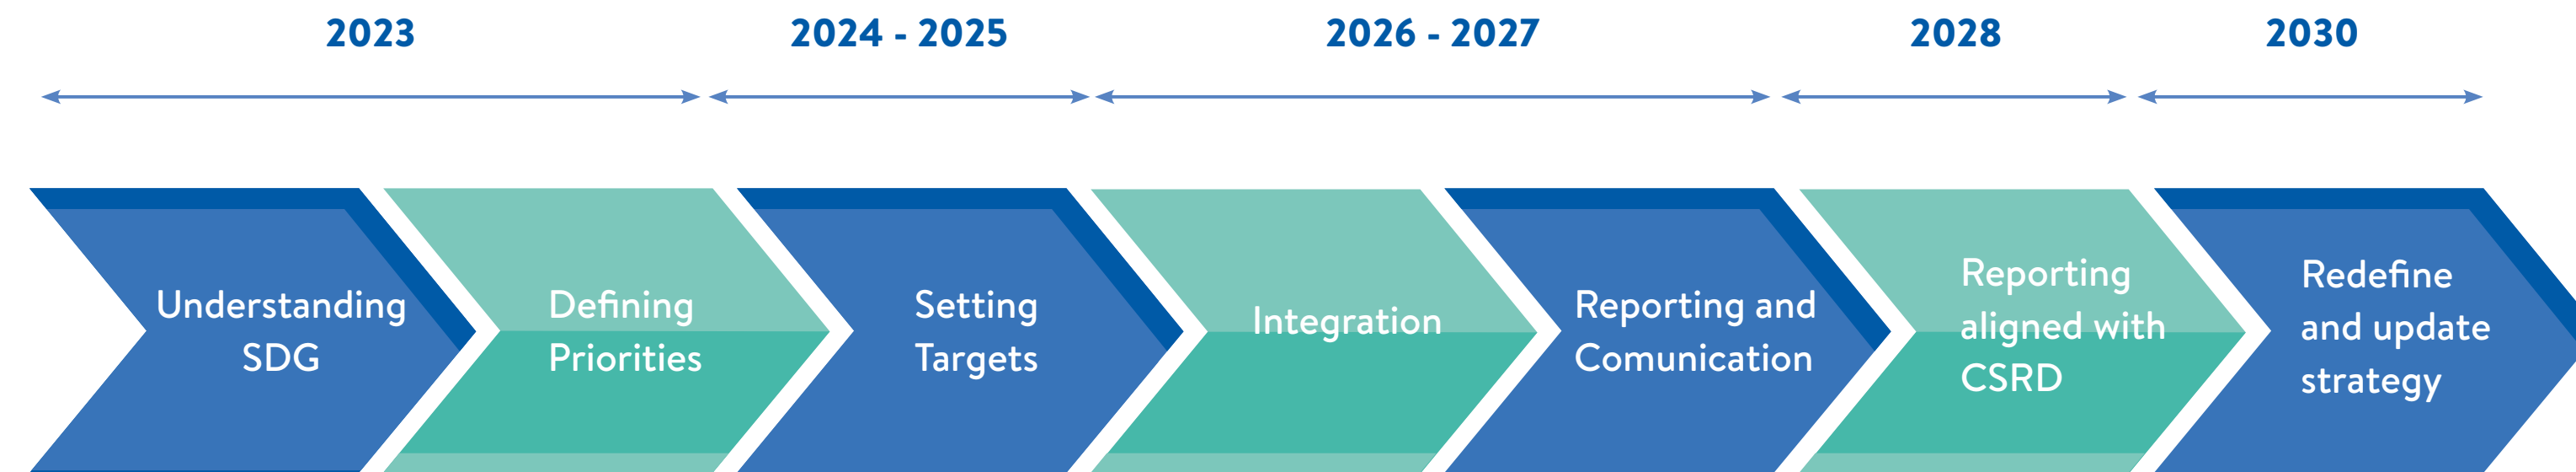 2023
2024 - 2025
2026 - 2027
2028
2030
Understanding
SDG
Defining
Priorities
Setting
Targets
Integration
Reporting and
Comunication
Reporting
aligned with
CSRD
Redefine
and update
strategy